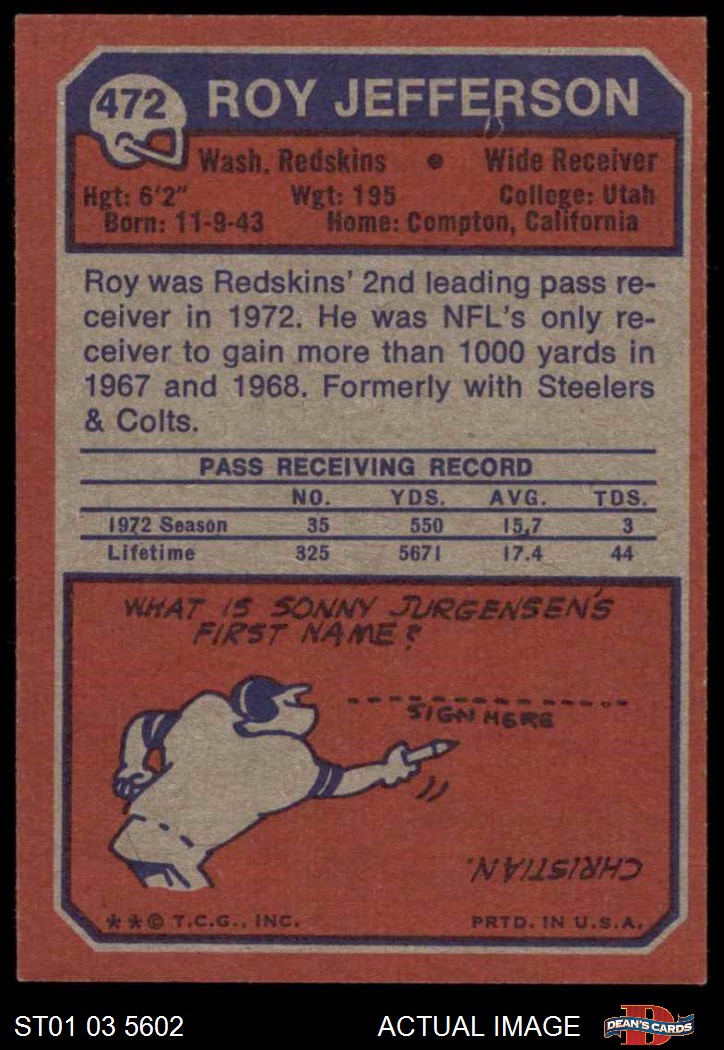 472
ROY JEFFERSON
Wash. Redskins • Wide Receiver
Hgt: 6'2" Wgt: 195 College: Utah
Born: 11-9-43 Home: Compton, California
Roy was Redskins' 2nd leading pass re-
ceiver in 1972. He was NFL's only re-
ceiver to gain more than 1000 yards in
1967 and 1968. Formerly with Steelers
& Colts.
PASS RECEIVING RECORD
NO. YDS. AVG. TDS.
1972 Season 35 550 15.7 3
Lifetime 325 5671 17.4 44
WHAT IS SONNY JURGENSEN'S
FIRST NAME?
SIGN HERE
CHRISTIAN.
**© T.C.G., INC. PRTD. IN U.S.A.
ST01 03 5602 ACTUAL IMAGE DEAN'S CARDS